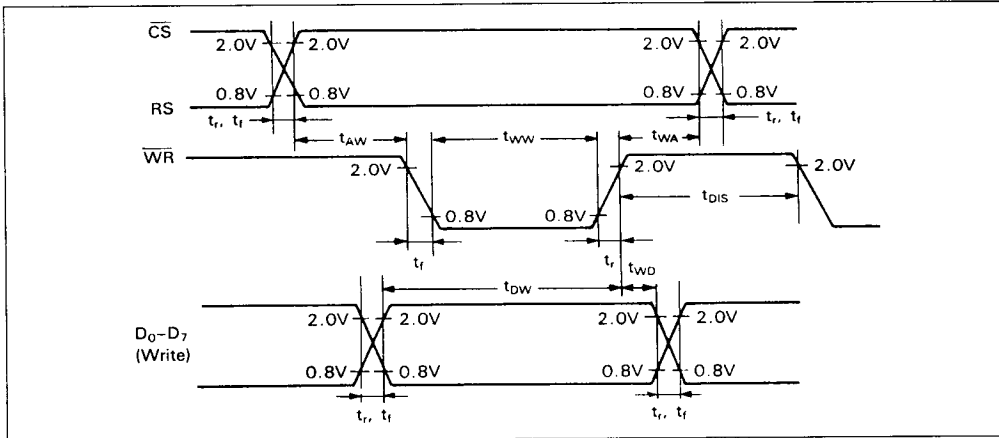 CS
2.0V 2.0V 2.0V 2.0V
RS
0.8V 0.8V 0.8V 0.8V
tr, tf tr, tf
tAW tWW tWA
WR
2.0V 2.0V 2.0V
tDIS
0.8V 0.8V
tf tr tWD
tDW
D0–D7
(Write)
2.0V 2.0V 2.0V 2.0V
0.8V 0.8V 0.8V 0.8V
tr, tf tr, tf